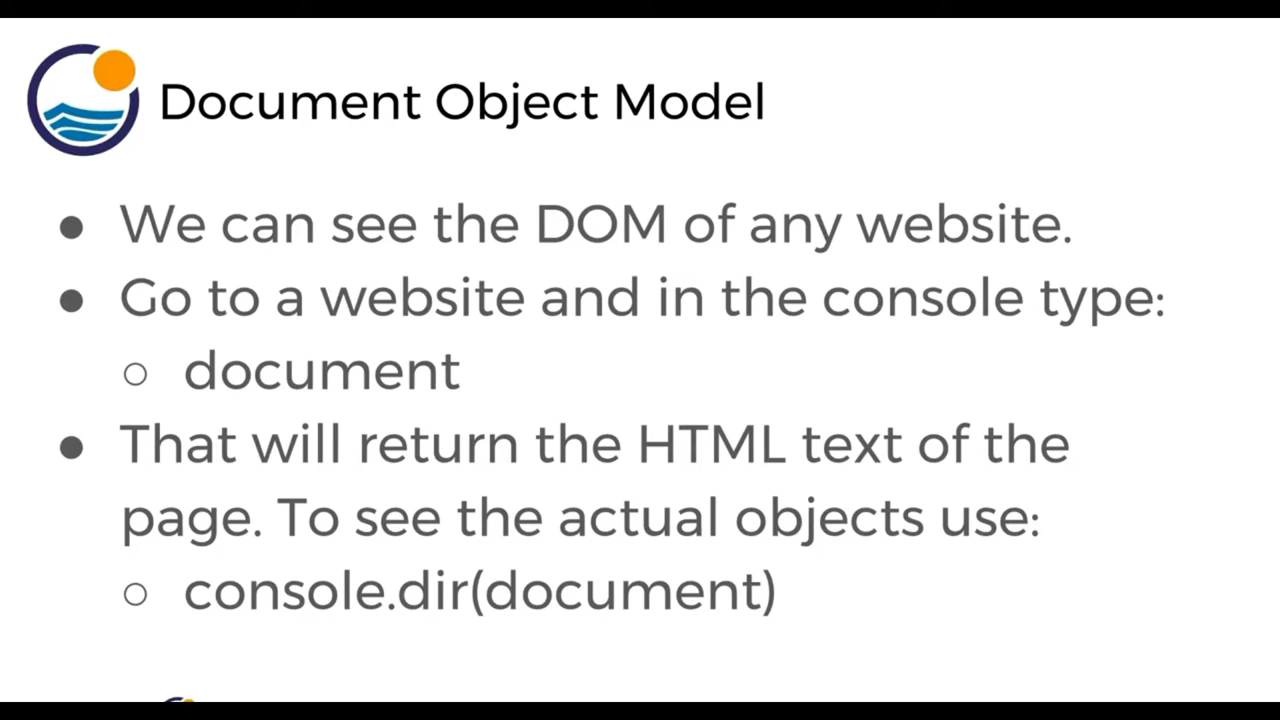 Document Object Model
● We can see the DOM of any website.
● Go to a website and in the console type:
○ document
● That will return the HTML text of the
page. To see the actual objects use:
○ console.dir(document)